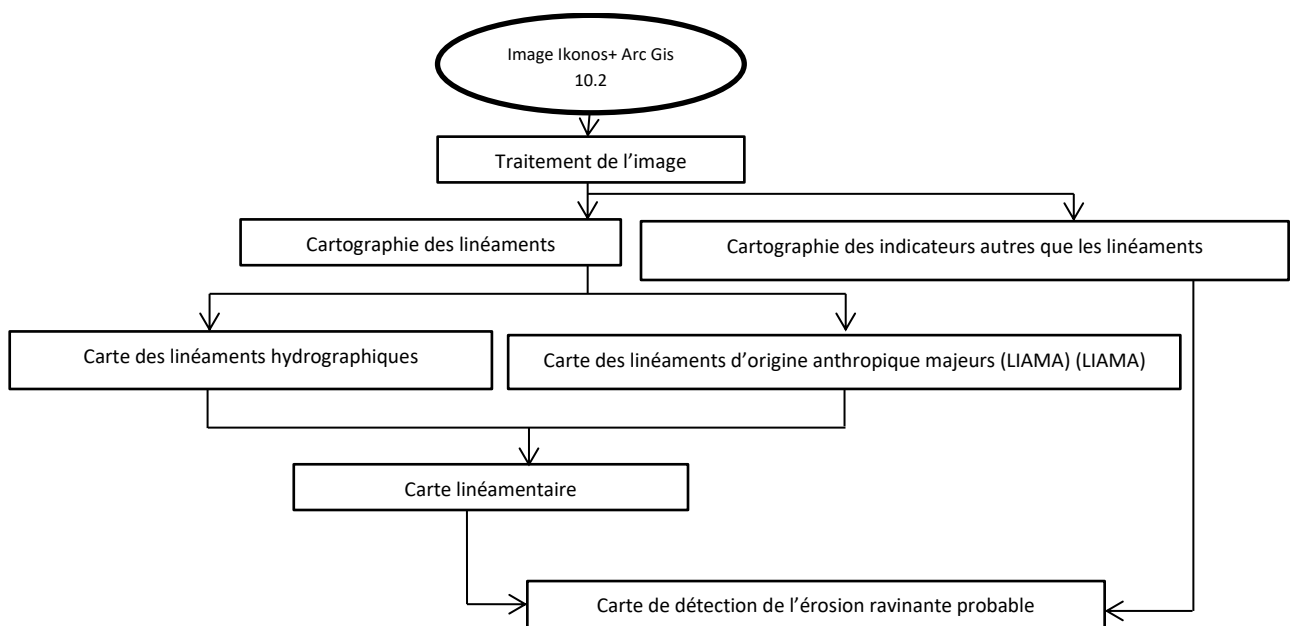 Image Ikonos+ Arc Gis
10.2
Traitement de l’image
Cartographie des linéaments
Cartographie des indicateurs autres que les linéaments
Carte des linéaments hydrographiques
Carte des linéaments d’origine anthropique majeurs (LIAMA) (LIAMA)
Carte linéamentaire
Carte de détection de l’érosion ravinante probable